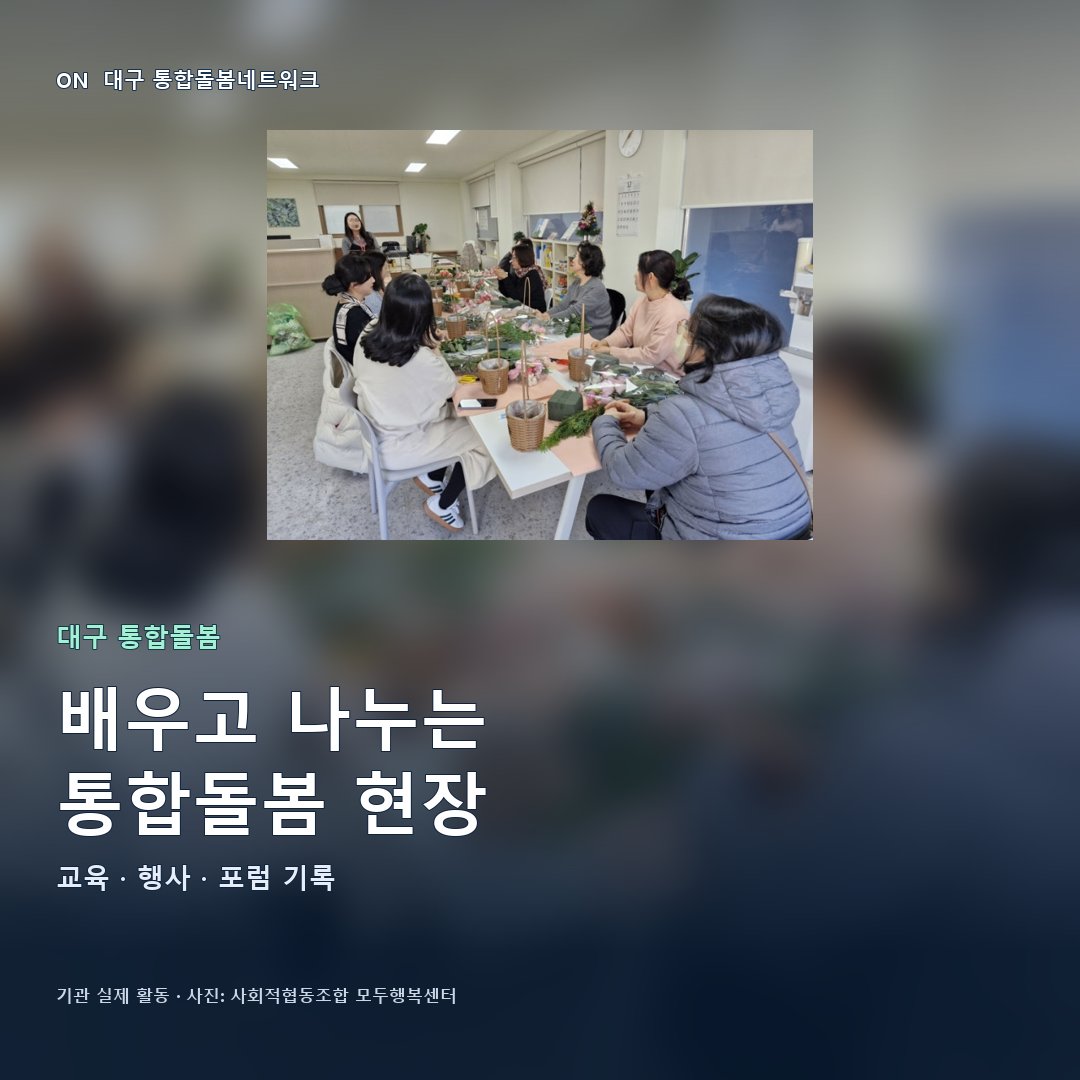 ON 대구 통합돌봄네트워크
대구 통합돌봄
배우고 나누는
통합돌봄 현장
교육 · 행사 · 포럼 기록
기관 실제 활동 · 사진: 사회적협동조합 모두행복센터